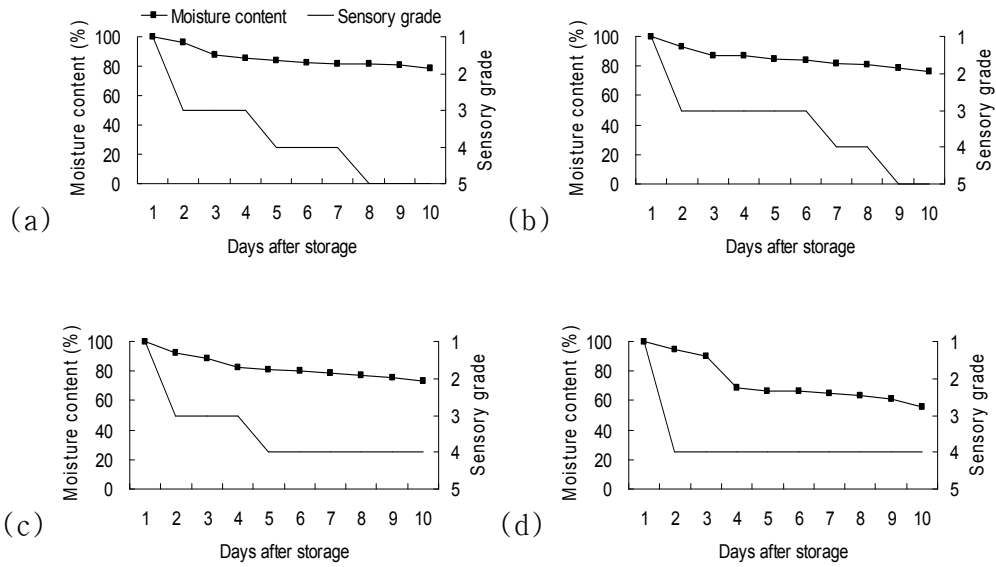 Moisture content Sensory grade
Moisture content (%)
100
80
60
40
20
0
1
2
3
4
5
Sensory grade
1 2 3 4 5 6 7 8 9 10
Days after storage
(a)
Moisture content (%)
100
80
60
40
20
0
1
2
3
4
5
Sensory grade
1 2 3 4 5 6 7 8 9 10
Days after storage
(b)
Moisture content (%)
100
80
60
40
20
0
1
2
3
4
5
Sensory grade
1 2 3 4 5 6 7 8 9 10
Days after storage
(c)
Moisture content (%)
100
80
60
40
20
0
1
2
3
4
5
Sensory grade
1 2 3 4 5 6 7 8 9 10
Days after storage
(d)